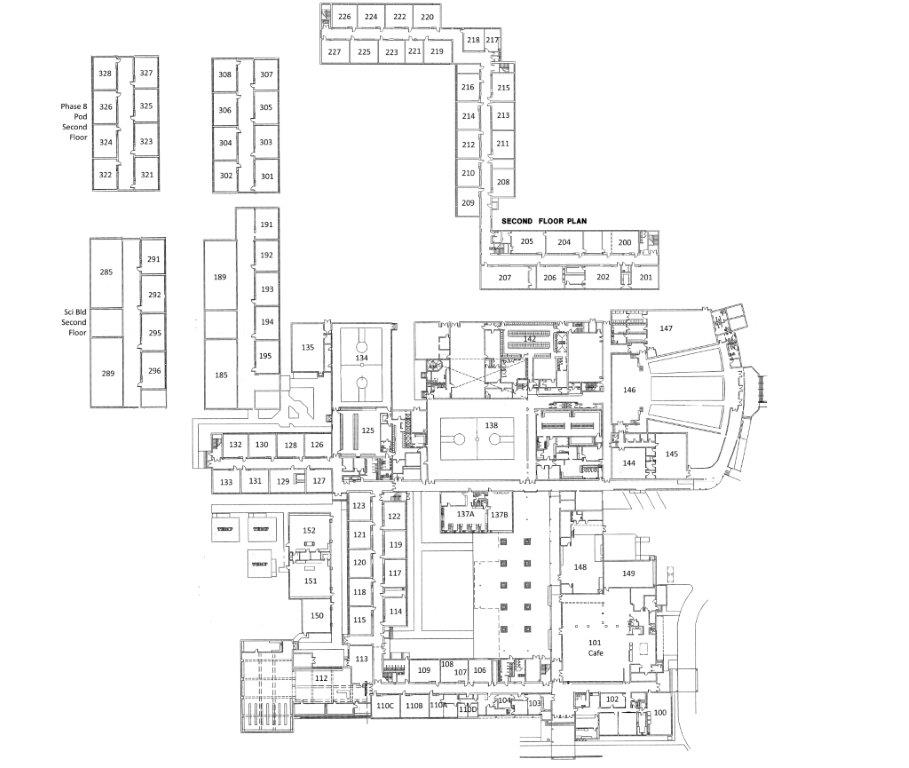 226 224 222 220
218 217
227 225 223 221 219
328 327
308 307
216 215
Phase 8
Pod
Second
Floor
326 325
306 305
214 213
324 323
304 303
212 211
322 321
302 301
210 208
209
SECOND FLOOR PLAN
191
205 204 200
291
192
285
189
207 206 202 201
292
193
Sci Bld
Second
Floor
295
194
147
142
135
134
195
296
289
185
146
138
125
132 130 128 126
145
144
133 131 129 127
123
122
137A 137B
TEMP TEMP
152
121
119
TEMP
120
148
117
149
151
118
114
150
115
101
Cafe
113
108
109 107 106
112
110C 110B 110A 110D
104 103
102
100